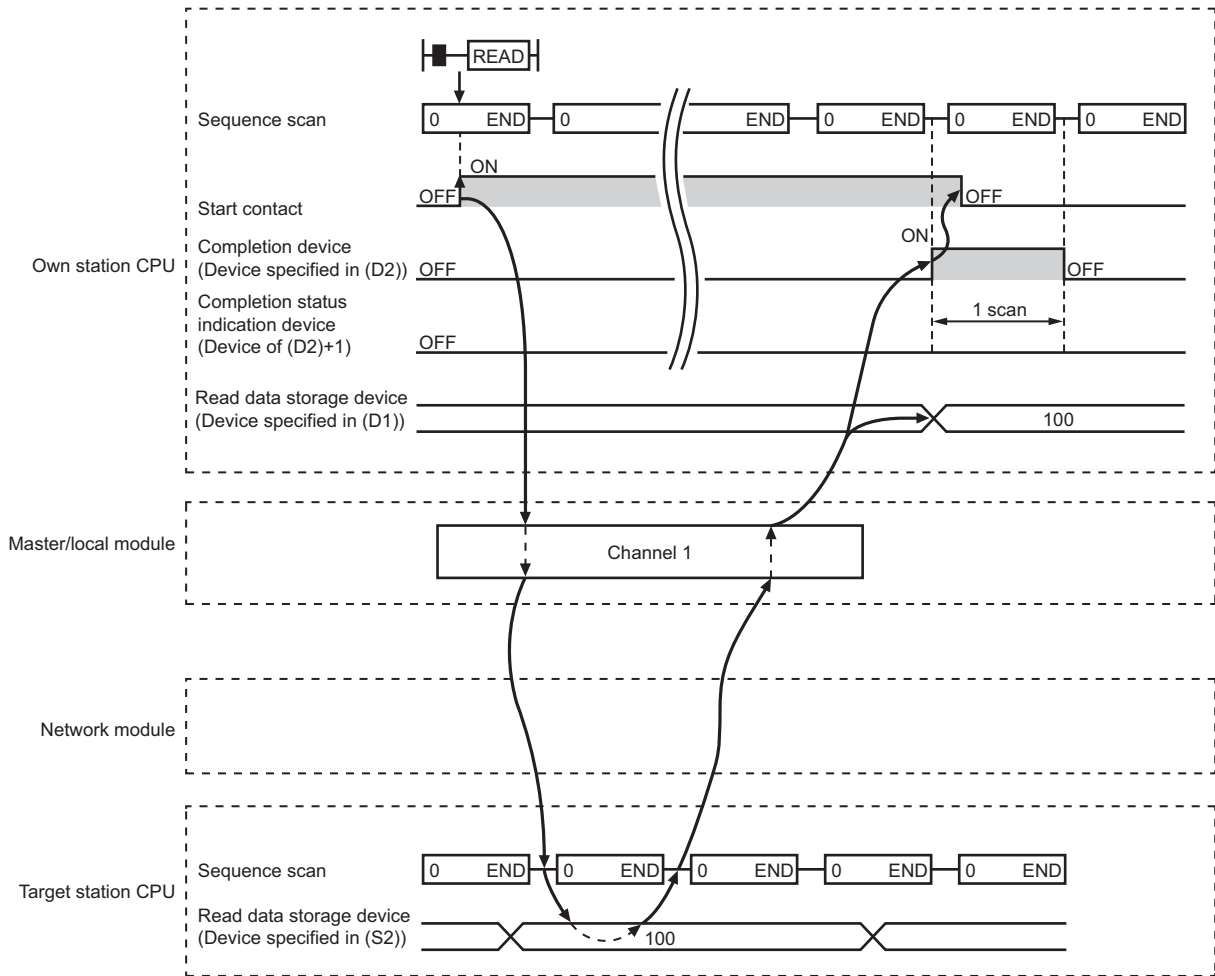 READ
Sequence scan
0 END 0 END 0 END 0 END 0 END
ON
OFF OFF
Start contact
ON
Own station CPU
Completion device
(Device specified in (D2))
OFF OFF
Completion status
indication device
(Device of (D2)+1)
1 scan
OFF
Read data storage device
(Device specified in (D1))
100
Master/local module
Channel 1
Network module
Target station CPU
Sequence scan
0 END 0 END 0 END 0 END 0 END
Read data storage device
(Device specified in (S2))
100